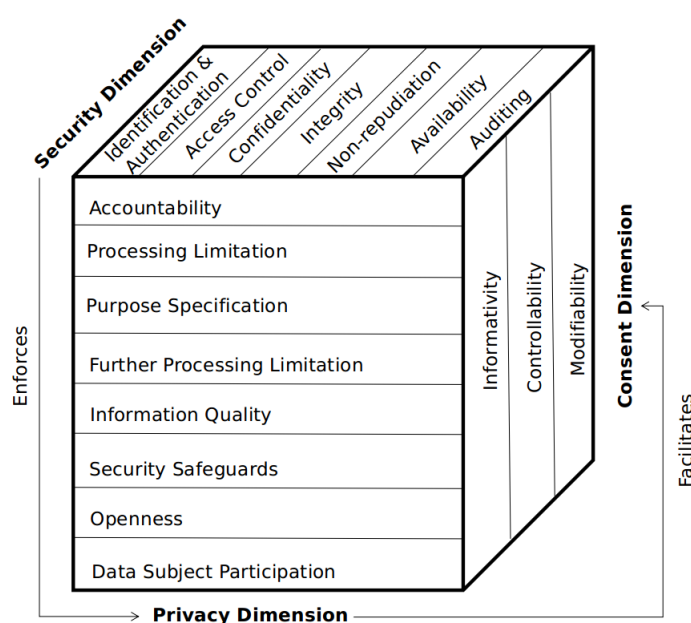 Security Dimension
Identification &
Authentication
Access Control
Confidentiality
Integrity
Non-repudiation
Availability
Auditing
Accountability
Processing Limitation
Purpose Specification
Further Processing Limitation
Information Quality
Security Safeguards
Openness
Data Subject Participation
Informativity
Controllability
Modifiability
Consent Dimension
Enforces
Facilitates
Privacy Dimension